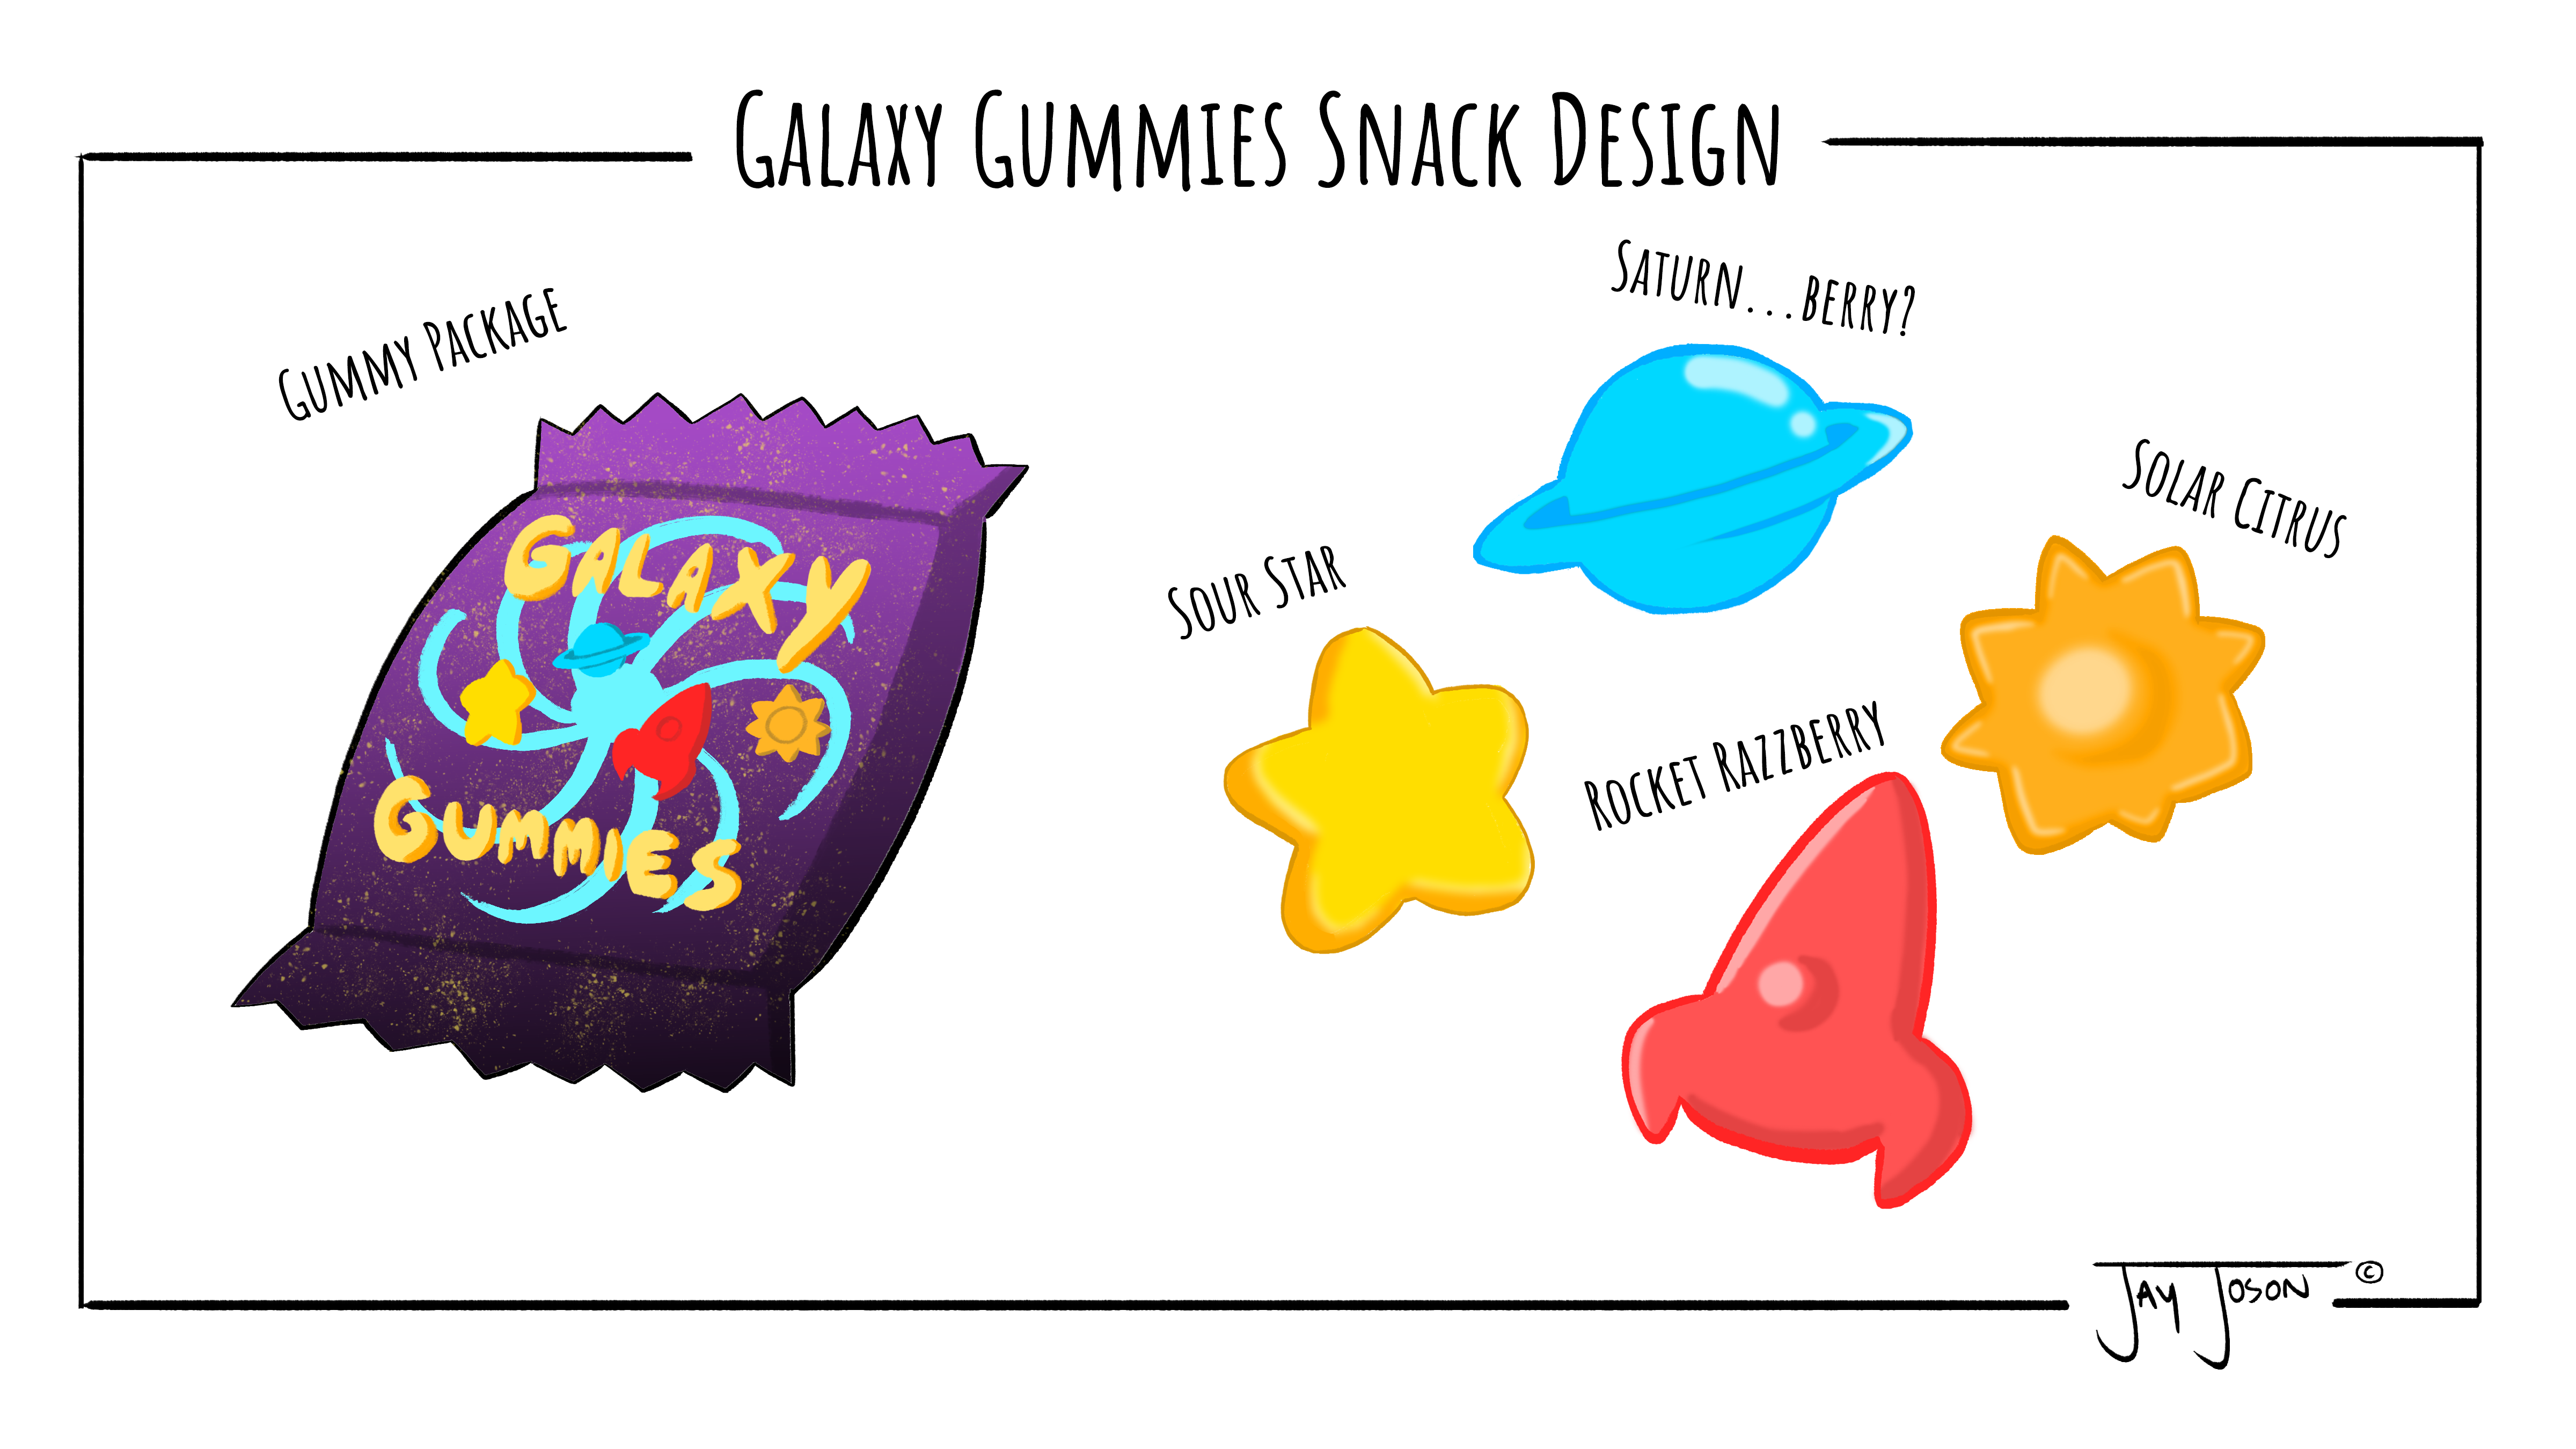 Galaxy Gummies Snack Design
Gummy Package
Galaxy
Gummies
Sour Star
Saturn...berry?
Solar Citrus
Rocket Razzberry
Jay Joson ©